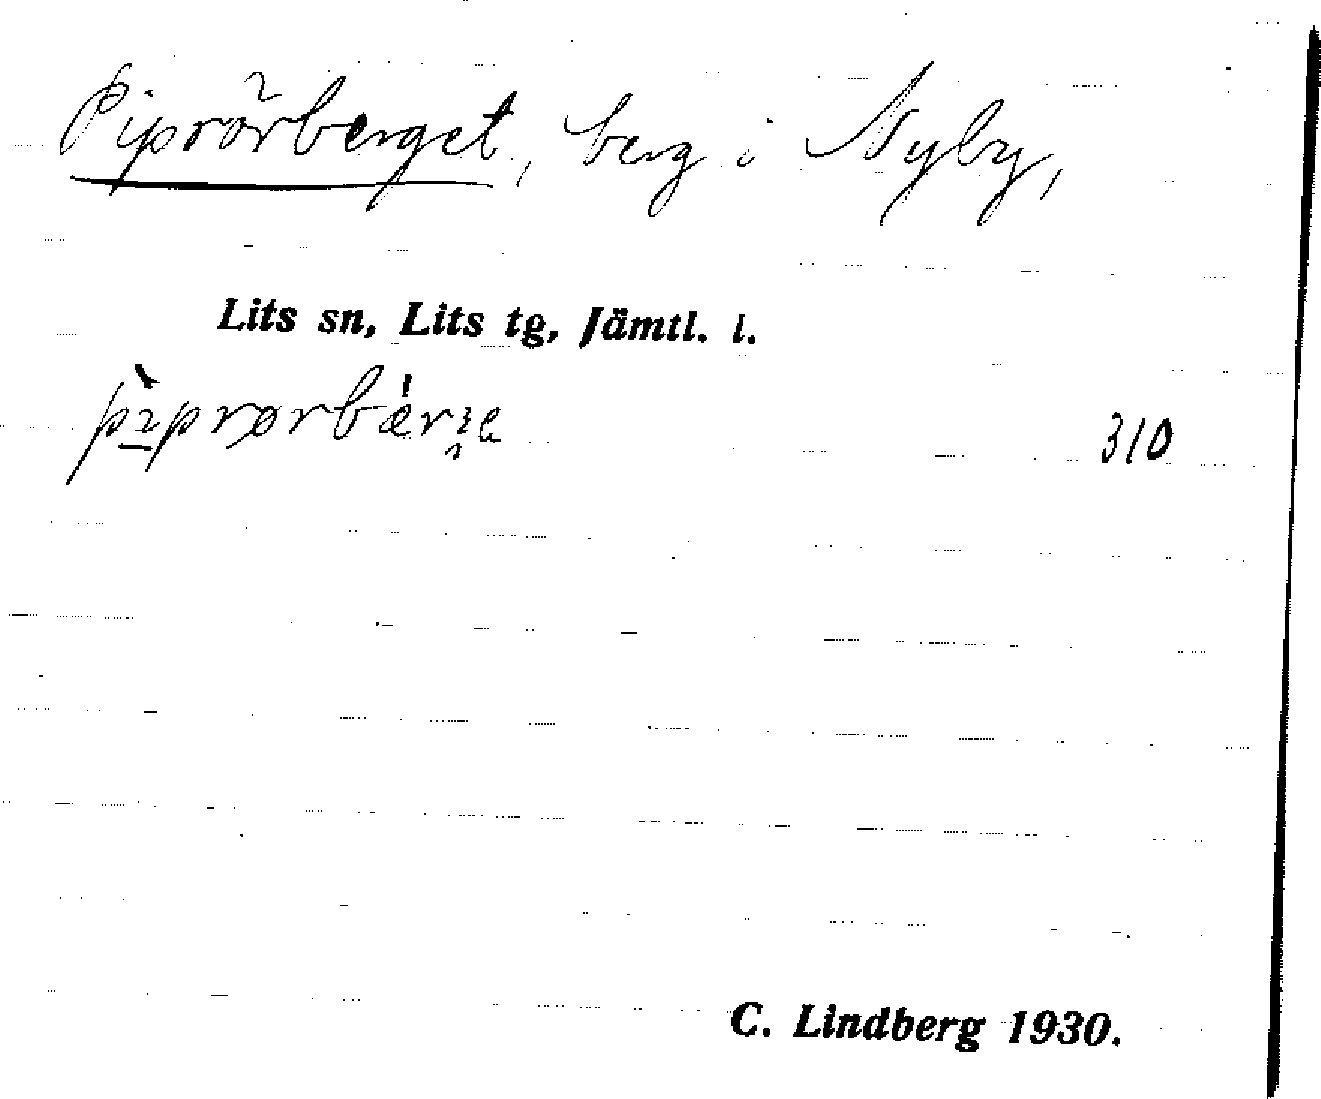 Piprörberget, berg i Nyby,
Lits sn, Lits tg, Jämtl. l.
310
C. Lindberg 1930.